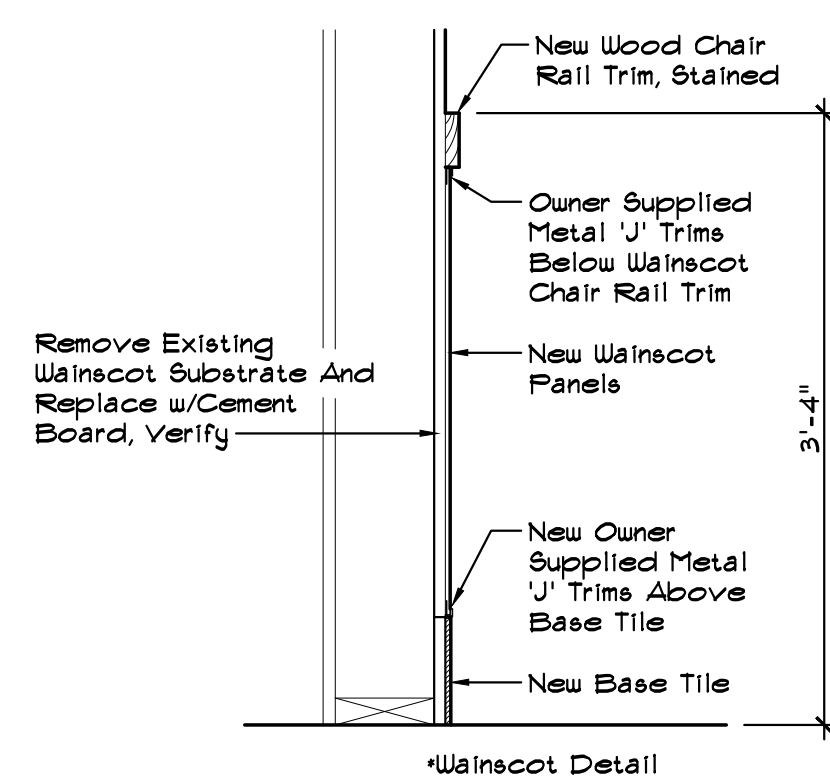 New Wood Chair
Rail Trim, Stained
Owner Supplied
Metal 'J' Trims
Below Wainscot
Chair Rail Trim
Remove Existing
Wainscot Substrate And
Replace w/Cement
Board, Verify
New Wainscot
Panels
3'-4"
New Owner
Supplied Metal
'J' Trims Above
Base Tile
New Base Tile
*Wainscot Detail